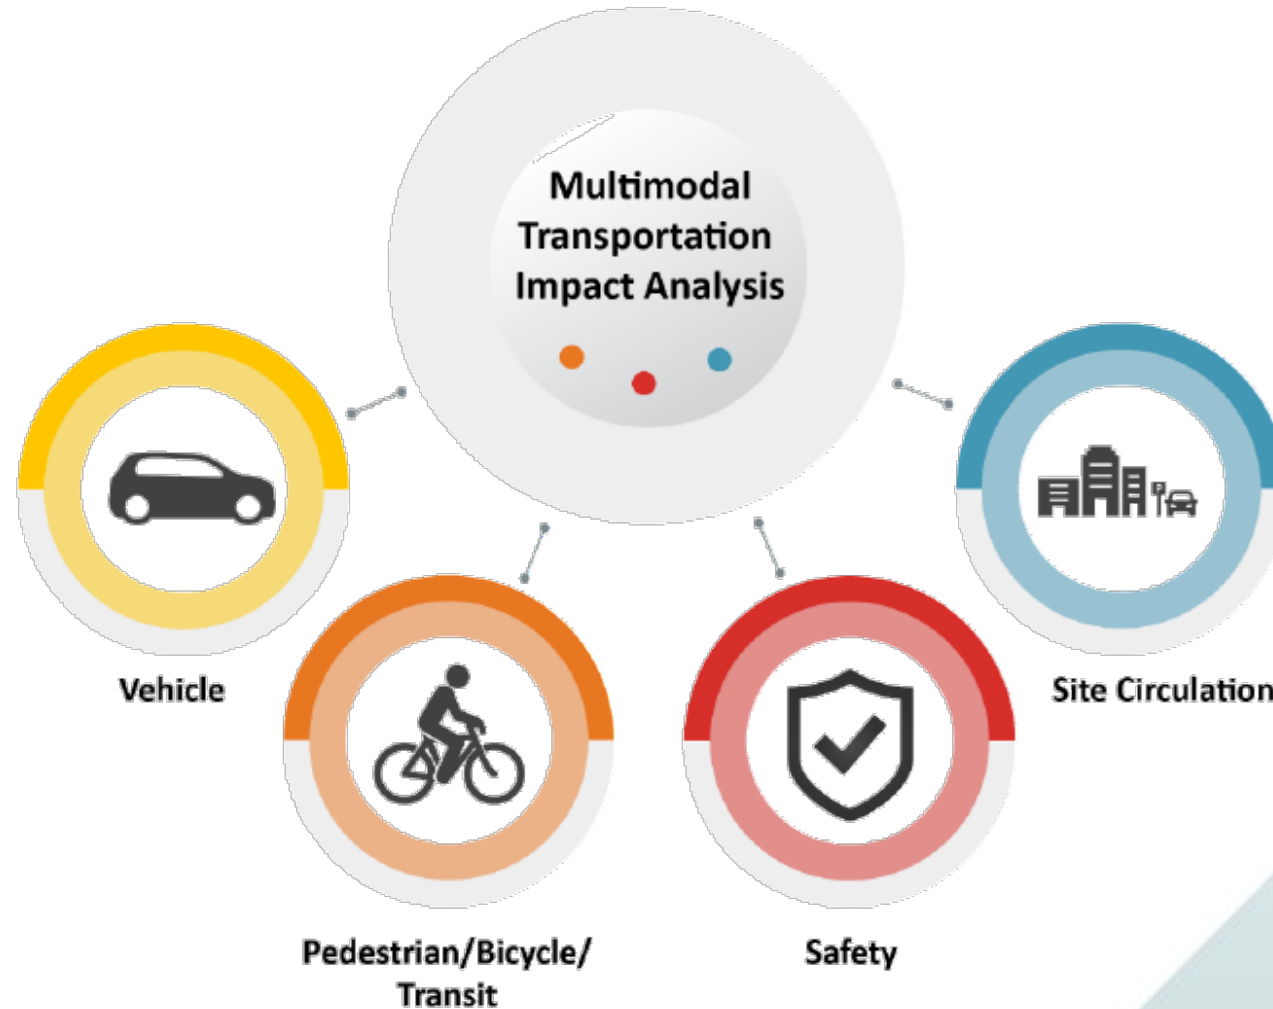 Multimodal
Transportation
Impact Analysis
Vehicle
Site Circulation
Pedestrian/Bicycle/
Transit
Safety